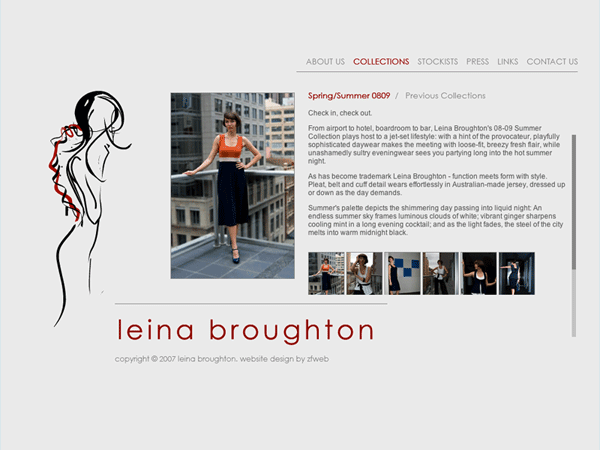 ABOUT US COLLECTIONS STOCKISTS PRESS LINKS CONTACT US
Spring/Summer 0809 / Previous Collections
Check in, check out.
From airport to hotel, boardroom to bar, Leina Broughton's 08-09 Summer
Collection plays host to a jet-set lifestyle: with a hint of the provocateur, playfully
sophisticated daywear makes the meeting with loose-fit, breezy fresh flair, while
unashamedly sultry eveningwear sees you partying long into the hot summer
night.
As has become trademark Leina Broughton - function meets form with style.
Pleat, belt and cuff detail wears effortlessly in Australian-made jersey, dressed up
or down as the day demands.
Summer's palette depicts the shimmering day passing into liquid night: An
endless summer sky frames luminous clouds of white; vibrant ginger sharpens
cooling mint in a long evening cocktail; and as the light fades, the steel of the city
melts into warm midnight black.
leina broughton
copyright © 2007 leina broughton. website design by zfweb